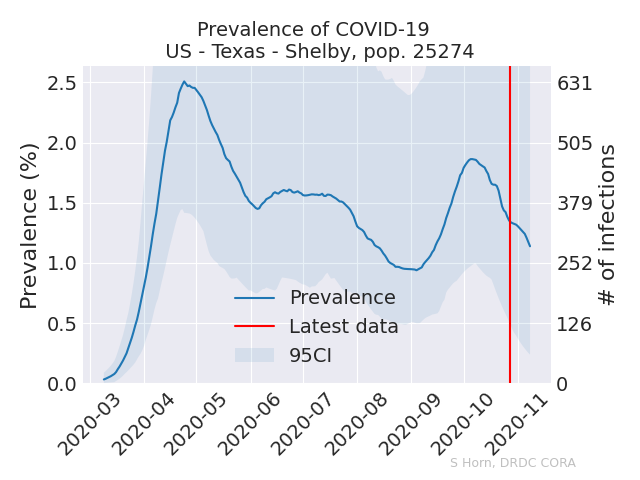 Prevalence of COVID-19
US - Texas - Shelby, pop. 25274
Prevalence (%)
2.5
2.0
1.5
1.0
0.5
0.0
631
505
379
252
126
0
# of infections
Prevalence
Latest data
95CI
2020-03
2020-04
2020-05
2020-06
2020-07
2020-08
2020-09
2020-10
2020-11
S Horn, DRDC CORA